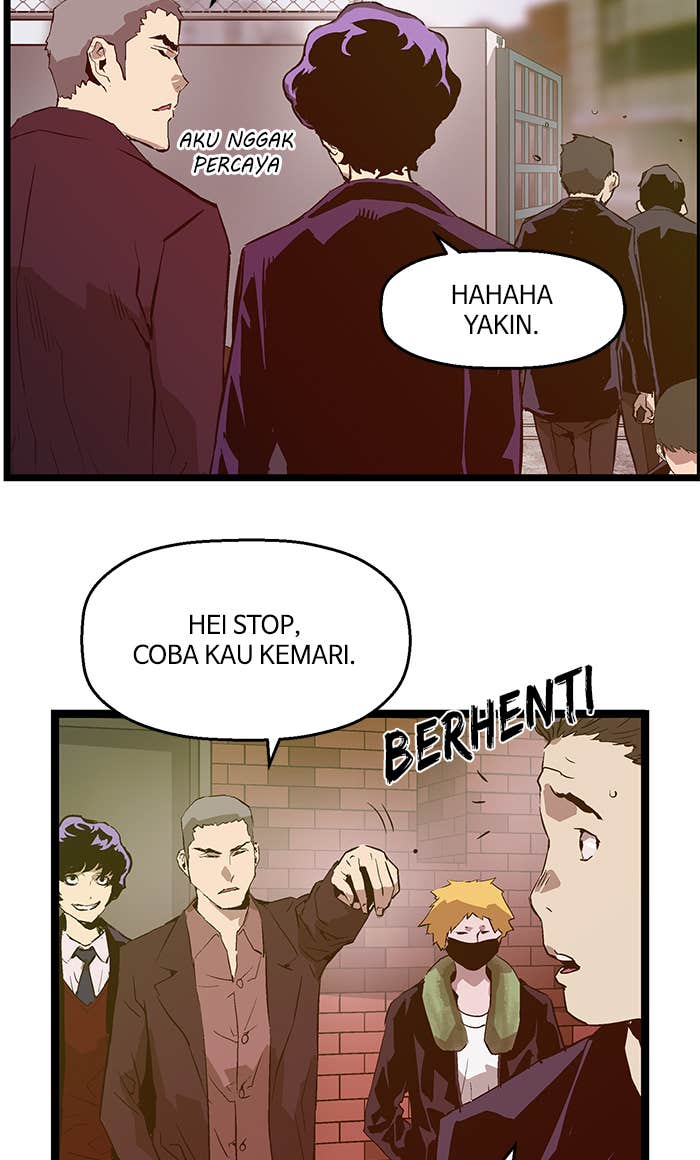 AKU NGGAK
PERCAYA
HAHAHA
YAKIN.
HEI STOP,
COBA KAU KEMARI.
BERHENTI